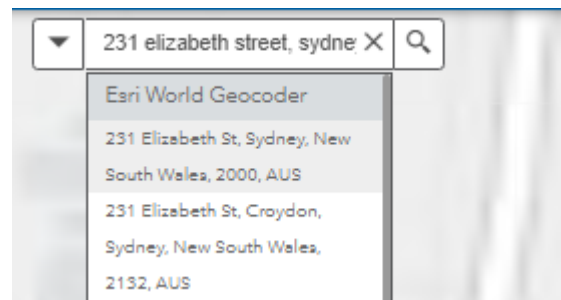 231 elizabeth street, sydne
Esri World Geocoder
231 Elizabeth St, Sydney, New
South Wales, 2000, AUS
231 Elizabeth St, Croydon,
Sydney, New South Wales,
2132, AUS